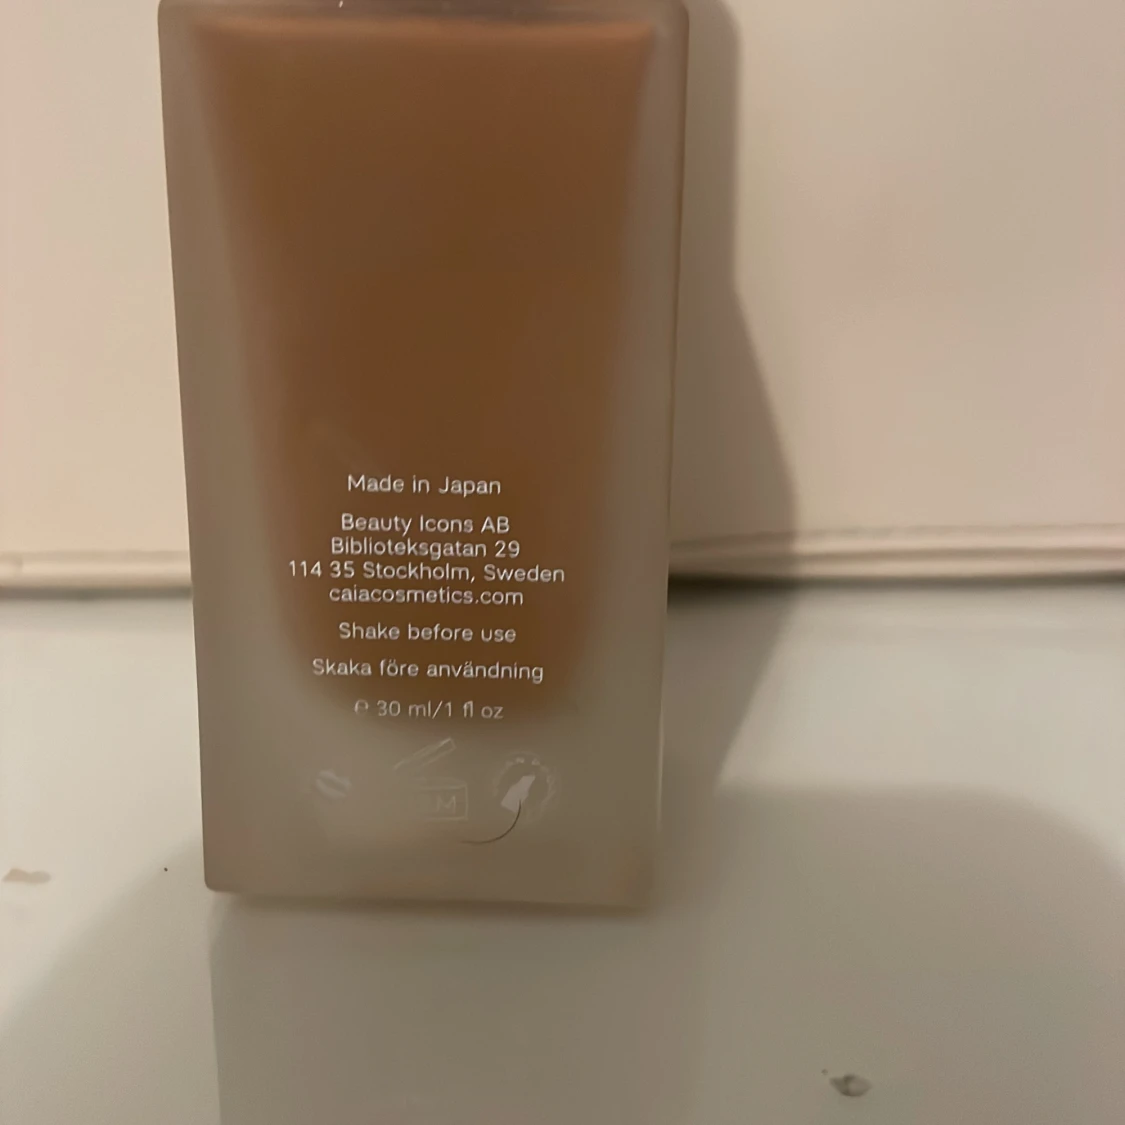 Made in Japan
Beauty Icons AB
Biblioteksgatan 29
114 35 Stockholm, Sweden
caiacosmetics.com
Shake before use
Skaka före användning
℮ 30 ml/1 fl oz